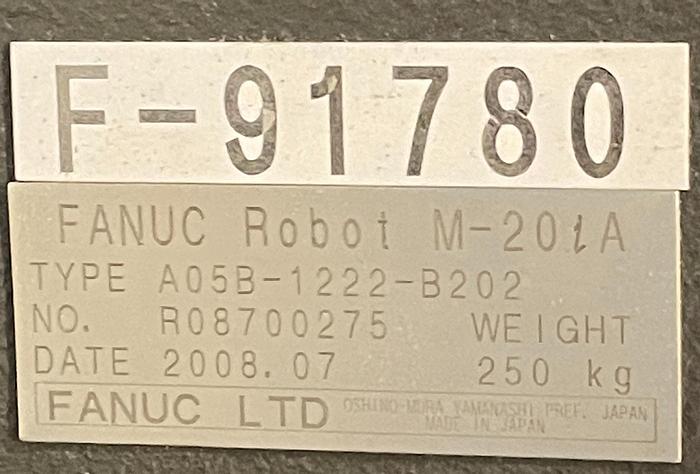 F-91780
FANUC Robot M-20iA
TYPE A05B-1222-B202
NO. R08700275 WEIGHT
DATE 2008.07 250 kg
FANUC LTD OSHINO-MURA YAMANASHI PREF. JAPAN
MADE IN JAPAN